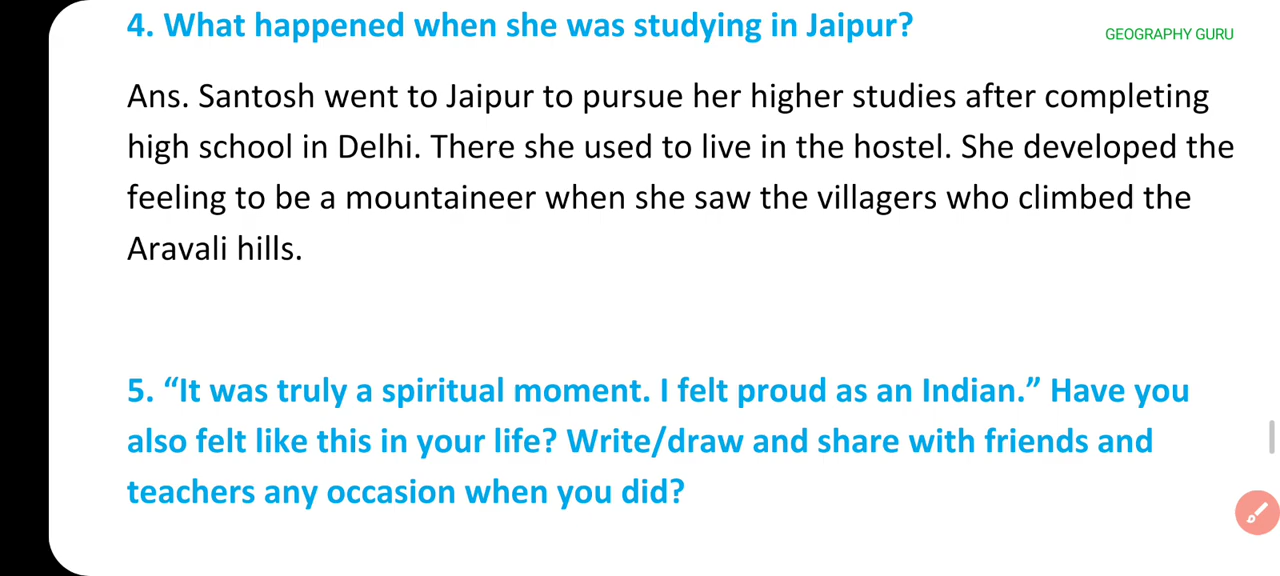 4. What happened when she was studying in Jaipur?
GEOGRAPHY GURU
Ans. Santosh went to Jaipur to pursue her higher studies after completing
high school in Delhi. There she used to live in the hostel. She developed the
feeling to be a mountaineer when she saw the villagers who climbed the
Aravali hills.
5. “It was truly a spiritual moment. I felt proud as an Indian.” Have you
also felt like this in your life? Write/draw and share with friends and
teachers any occasion when you did?